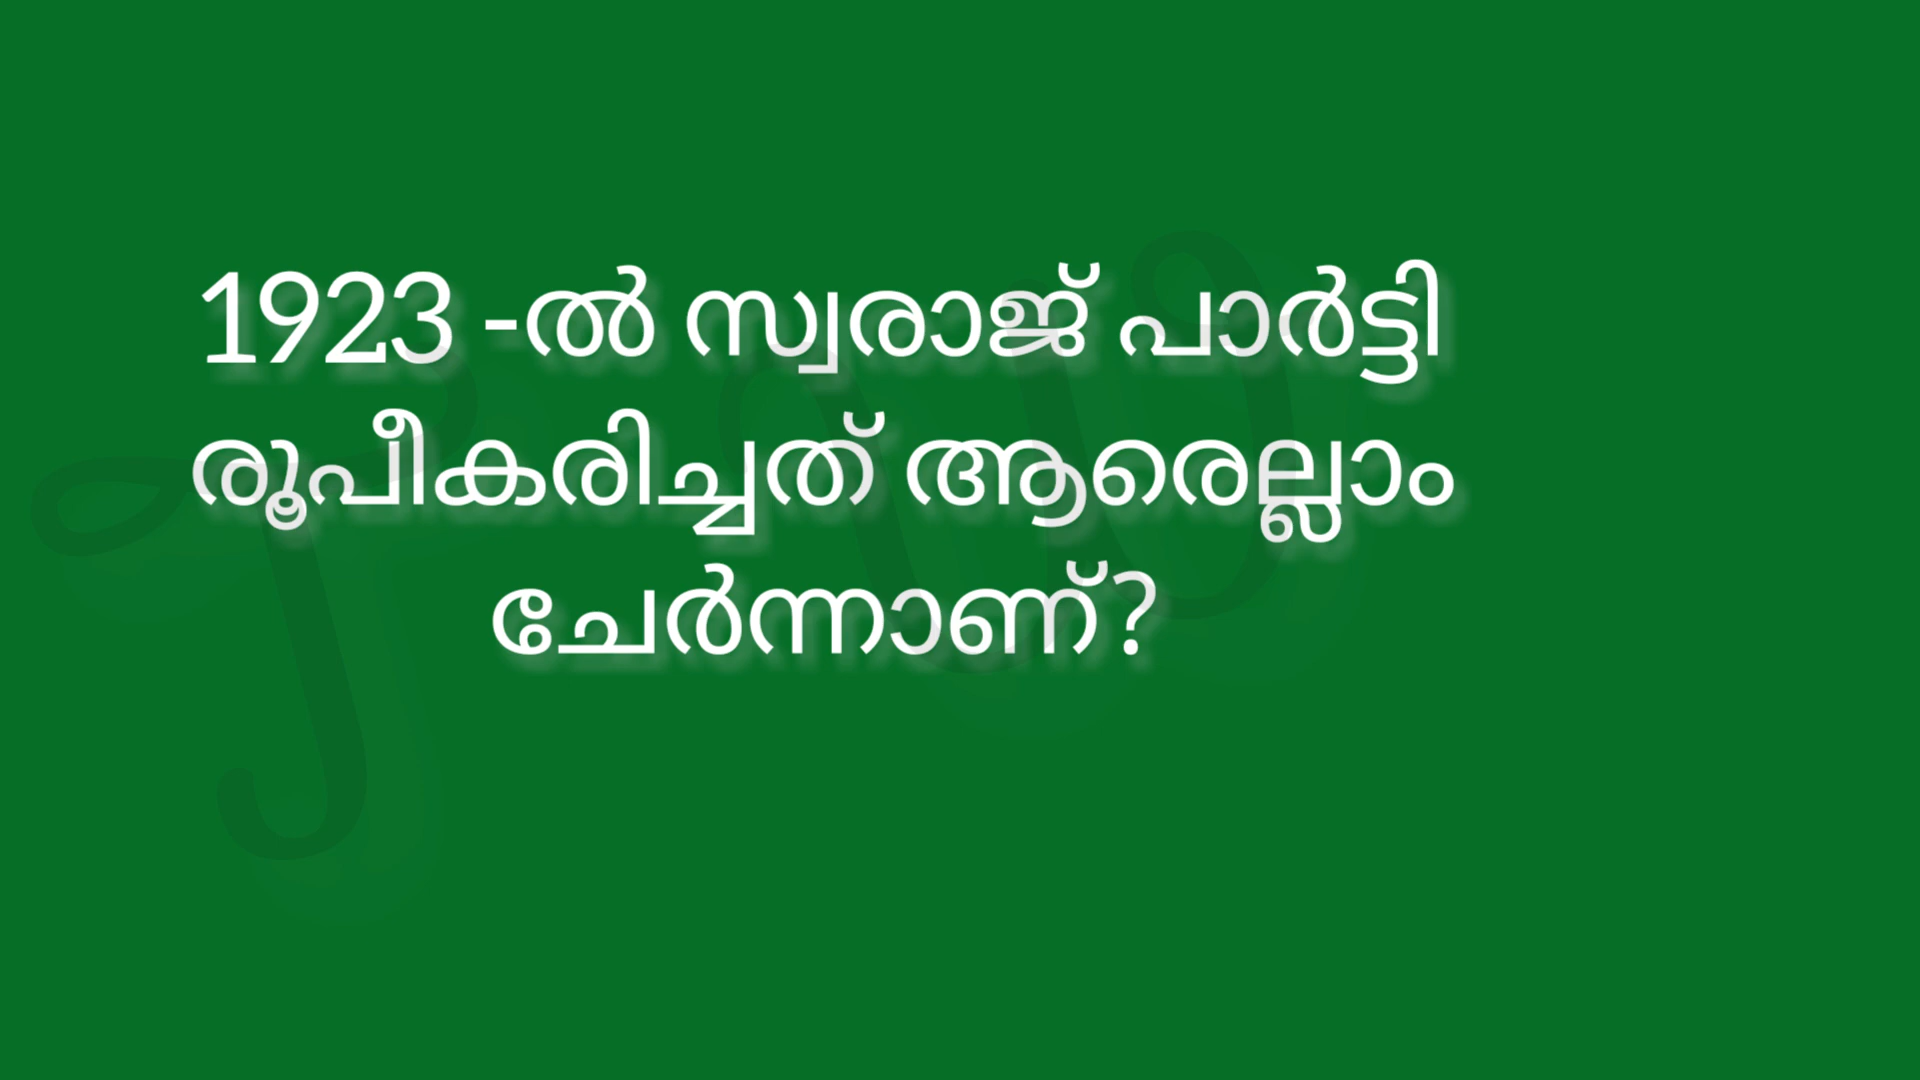 1923 -ൽ സ്വരാജ് പാർട്ടി
രൂപീകരിച്ചത് ആരെല്ലാം
ചേർന്നാണ്?